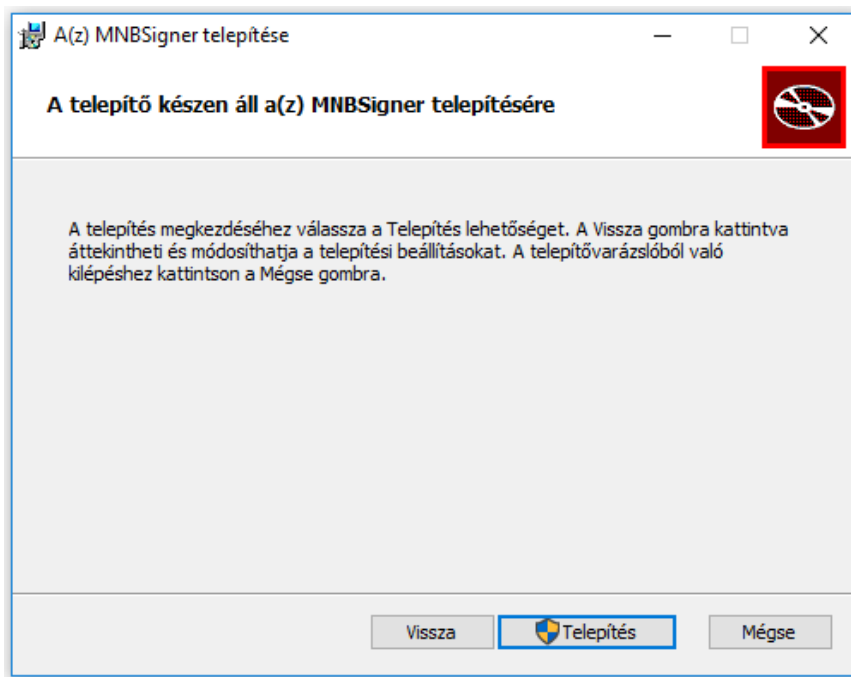 A(z) MNBSigner telepítése
A telepítő készen áll a(z) MNBSigner telepítésére
A telepítés megkezdéséhez válassza a Telepítés lehetőséget. A Vissza gombra kattintva
áttekintheti és módosíthatja a telepítési beállításokat. A telepítővarázslóból való
kilépéshez kattintson a Mégse gombra.
Vissza
Telepítés
Mégse